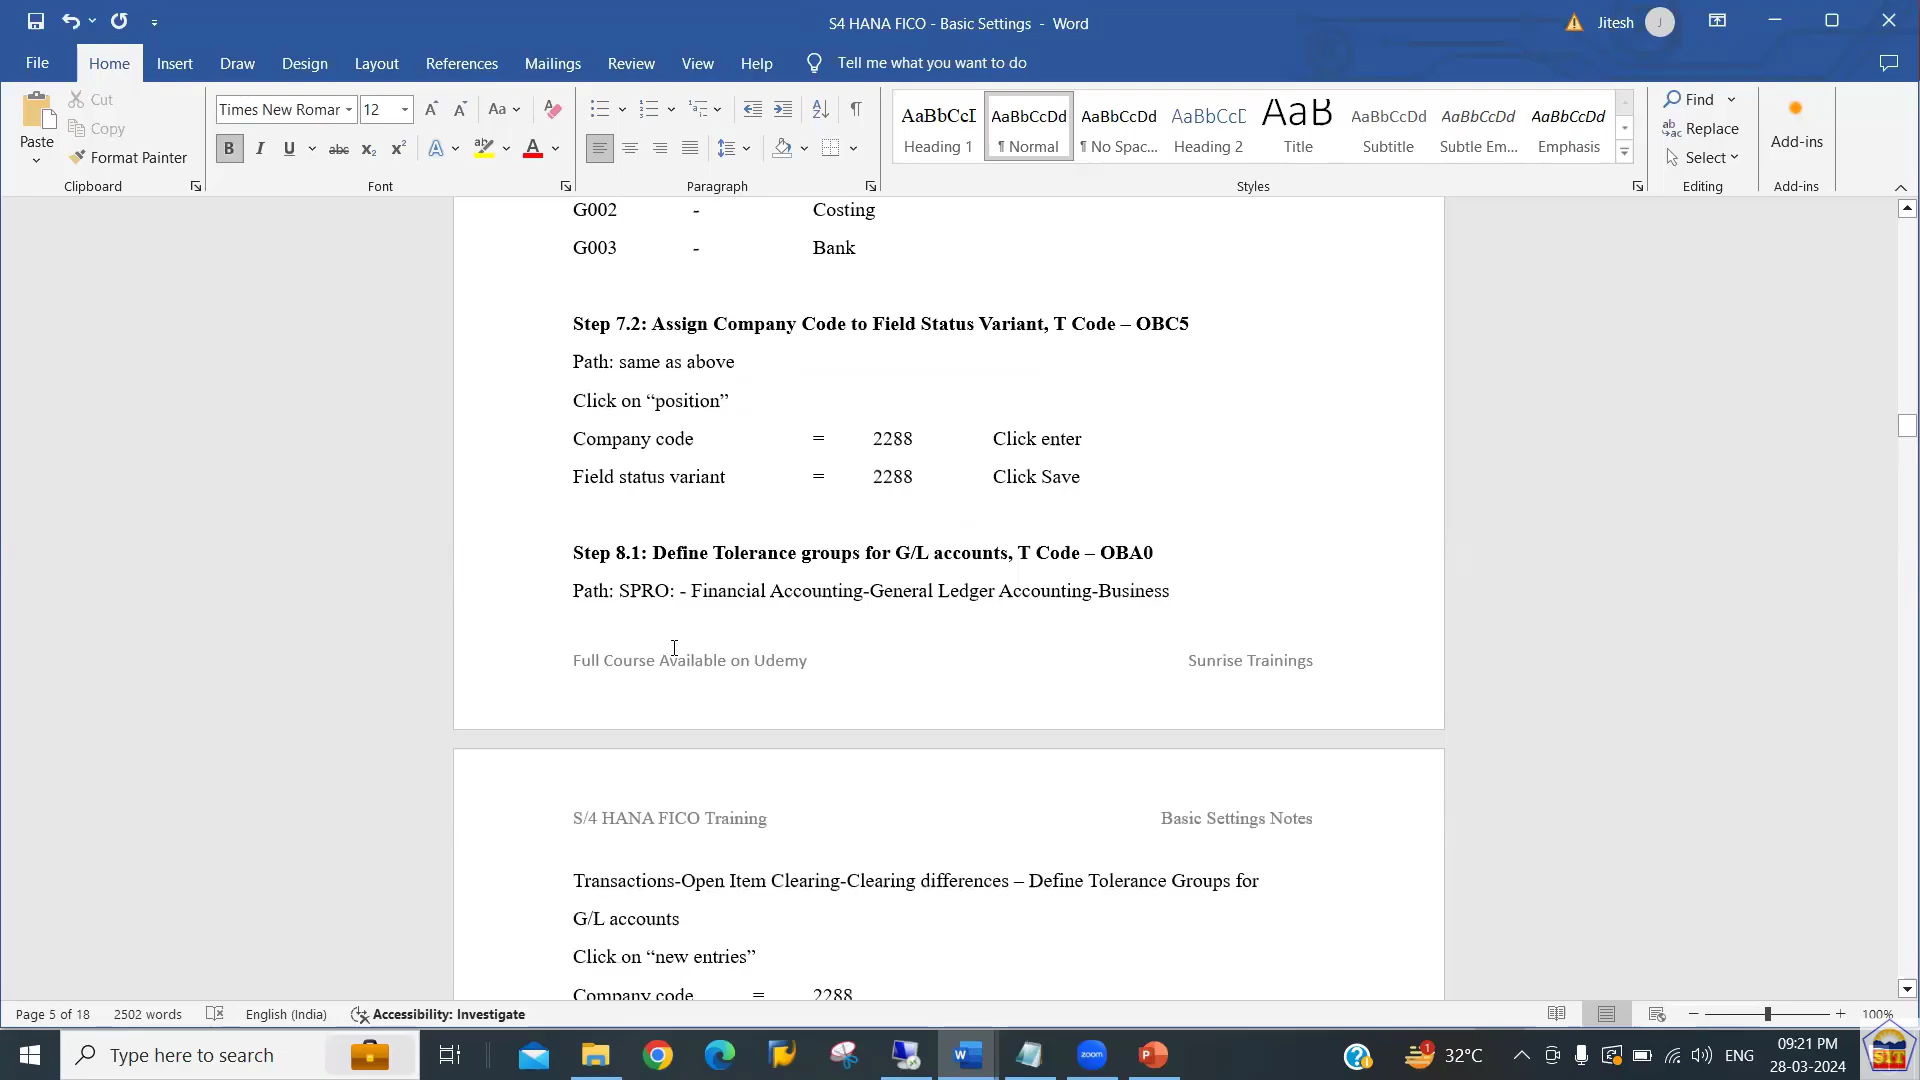 S4 HANA FICO - Basic Settings - Word
Jitesh
J
File
Home
Insert
Draw
Design
Layout
References
Mailings
Review
View
Help
Tell me what you want to do
Paste
Cut
Copy
Format Painter
Clipboard
Times New Romar
12
Aa
Font
Paragraph
AaBbCcI
Heading 1
AaBbCcDd
¶ Normal
AaBbCcDd
¶ No Spac...
AaBbCcC
Heading 2
AaB
Title
AaBbCcDd
Subtitle
AaBbCcDd
Subtle Em...
AaBbCcDd
Emphasis
Styles
Find
Replace
Select
Editing
Add-ins
Add-ins
G002 - Costing
G003 - Bank
Step 7.2: Assign Company Code to Field Status Variant, T Code – OBC5
Path: same as above
Click on “position”
Company code = 2288 Click enter
Field status variant = 2288 Click Save
Step 8.1: Define Tolerance groups for G/L accounts, T Code – OBA0
Path: SPRO: - Financial Accounting-General Ledger Accounting-Business
Full Course Available on Udemy Sunrise Trainings
S/4 HANA FICO Training Basic Settings Notes
Transactions-Open Item Clearing-Clearing differences – Define Tolerance Groups for
G/L accounts
Click on “new entries”
Company code = 2288
Page 5 of 18 2502 words English (India) Accessibility: Investigate 100%
Type here to search
zoom
1
32°C
ENG
09:21 PM
28-03-2024
SIT